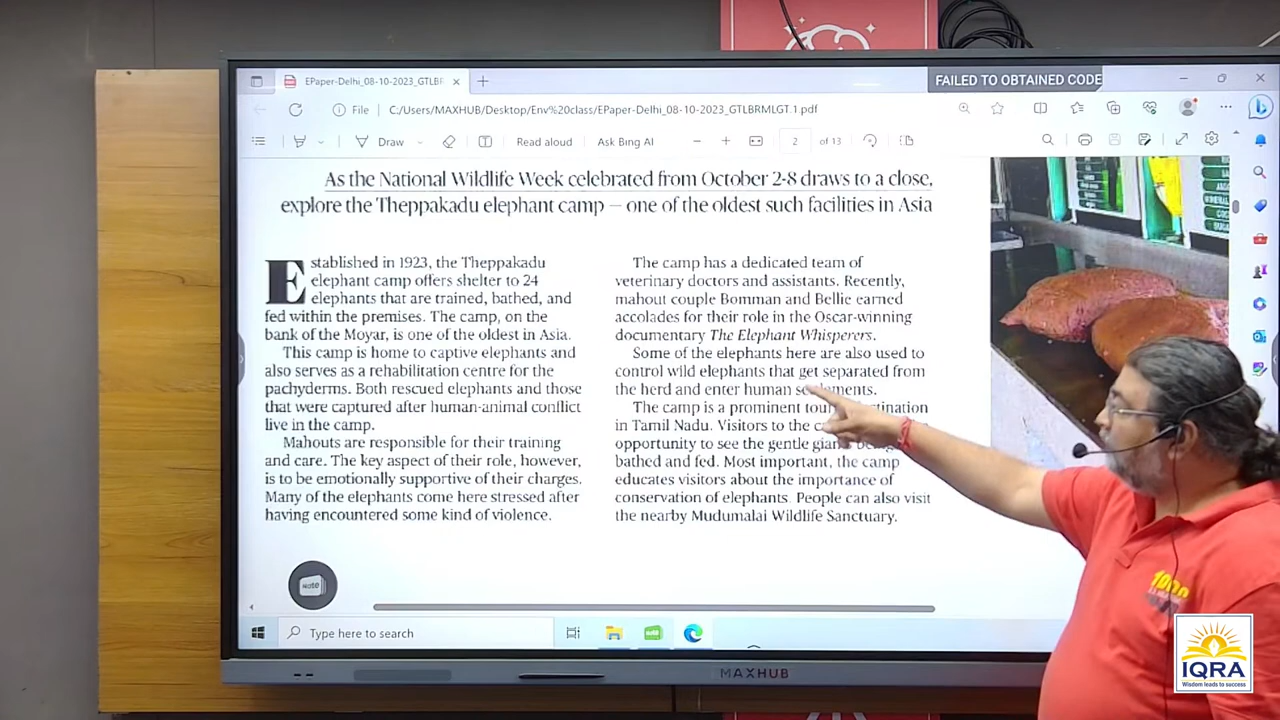 EPaper-Delhi_08-10-2023_GTLBR
FAILED TO OBTAINED CODE
File C:/Users/MAXHUB/Desktop/Env%20class/EPaper-Delhi_08-10-2023_GTLBRMLGT.1.pdf
Draw Read aloud Ask Bing AI 2 of 13
As the National Wildlife Week celebrated from October 2-8 draws to a close,
explore the Theppakadu elephant camp – one of the oldest such facilities in Asia
Established in 1923, the Theppakadu
elephant camp offers shelter to 24
elephants that are trained, bathed, and
fed within the premises. The camp, on the
bank of the Moyar, is one of the oldest in Asia.
This camp is home to captive elephants and
also serves as a rehabilitation centre for the
pachyderms. Both rescued elephants and those
that were captured after human-animal conflict
live in the camp.
Mahouts are responsible for their training
and care. The key aspect of their role, however,
is to be emotionally supportive of their charges.
Many of the elephants come here stressed after
having encountered some kind of violence.
The camp has a dedicated team of
veterinary doctors and assistants. Recently,
mahout couple Bomman and Bellie earned
accolades for their role in the Oscar-winning
documentary The Elephant Whisperers.
Some of the elephants here are also used to
control wild elephants that get separated from
the herd and enter human
The camp is a prominent
in Tamil Nadu. Visitors to the
opportunity to see the gentle
bathed and fed. Most important, the camp
educates visitors about the importance of
conservation of elephants. People can also visit
the nearby Mudumalai Wildlife Sanctuary.
Note
Type here to search
MAXHUB
IQRA
Wisdom leads to success